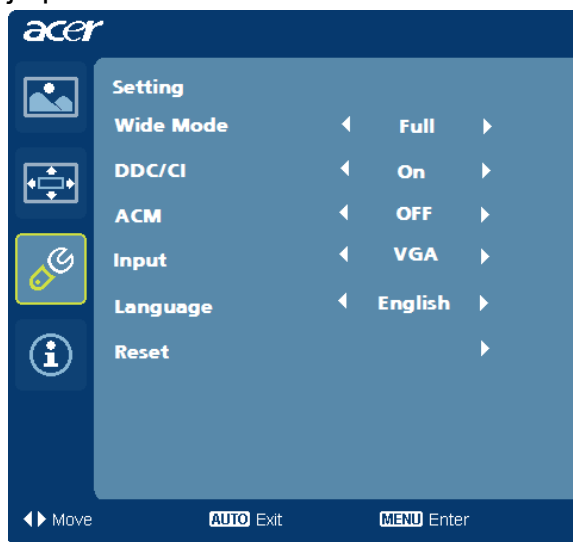 acer
Setting
Wide Mode Full
DDC/CI On
ACM OFF
Input VGA
Language English
Reset
Move AUTO Exit MENU Enter